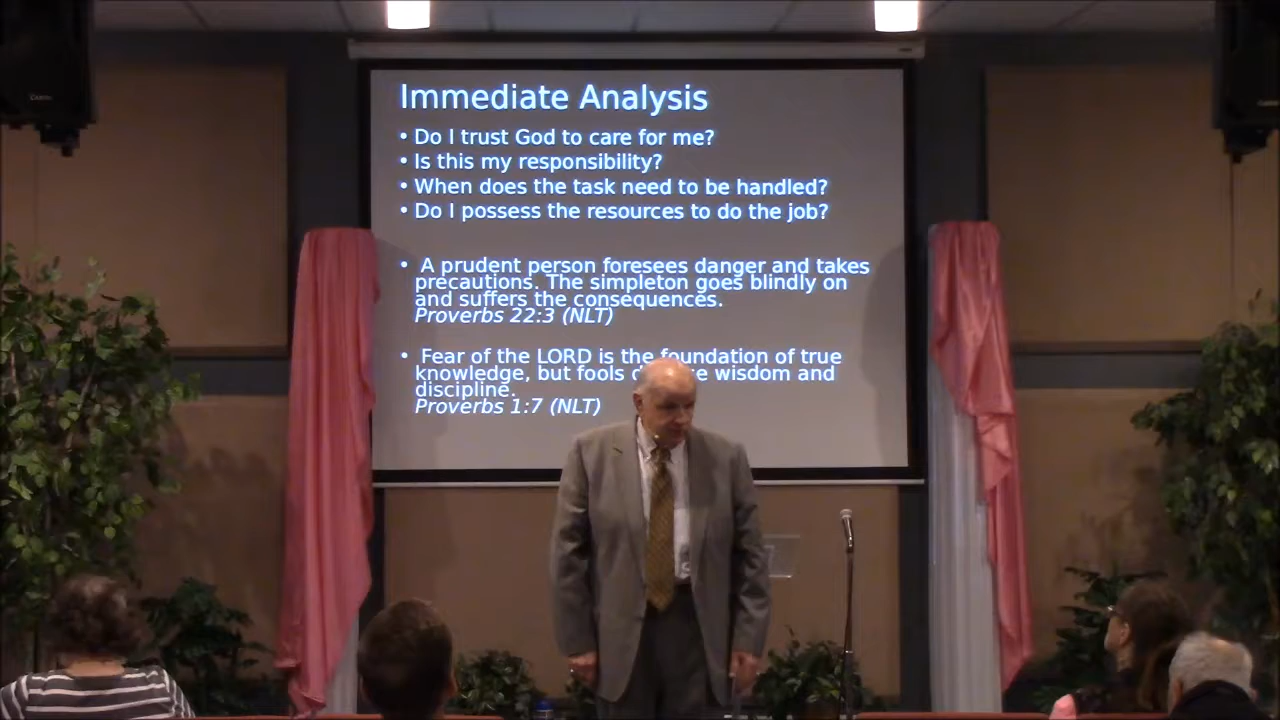 Immediate Analysis
• Do I trust God to care for me?
• Is this my responsibility?
• When does the task need to be handled?
• Do I possess the resources to do the job?
• A prudent person foresees danger and takes
precautions. The simpleton goes blindly on
and suffers the consequences.
Proverbs 22:3 (NLT)
• Fear of the LORD is the foundation of true
knowledge, but fools wisdom and
discipline.
Proverbs 1:7 (NLT)